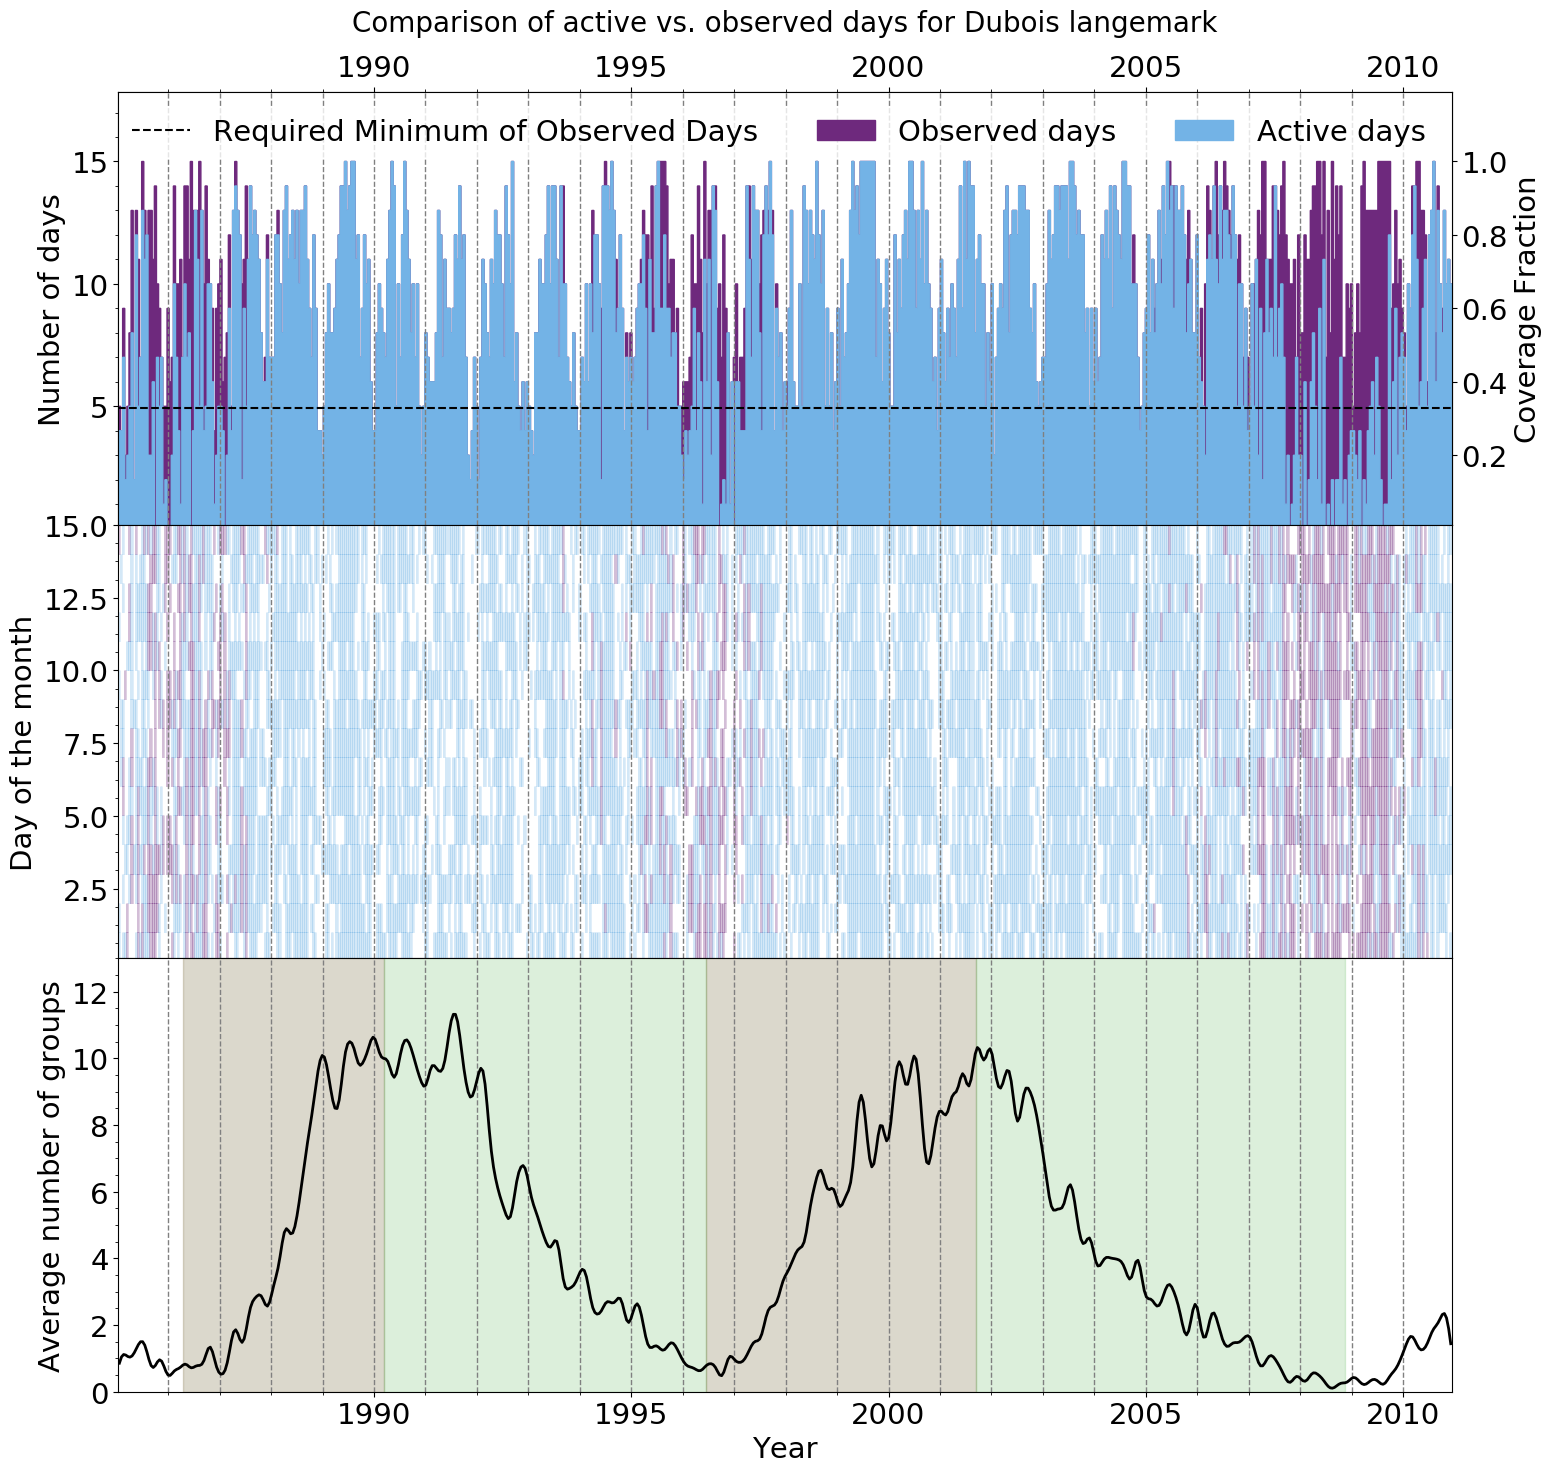 Comparison of active vs. observed days for Dubois langemark
1990 1995 2000 2005 2010
Required Minimum of Observed Days Observed days Active days
Number of days
15
10
5
Coverage Fraction
1.0
0.8
0.6
0.4
0.2
Day of the month
15.0
12.5
10.0
7.5
5.0
2.5
Average number of groups
12
10
8
6
4
2
0
1990 1995 2000 2005 2010
Year